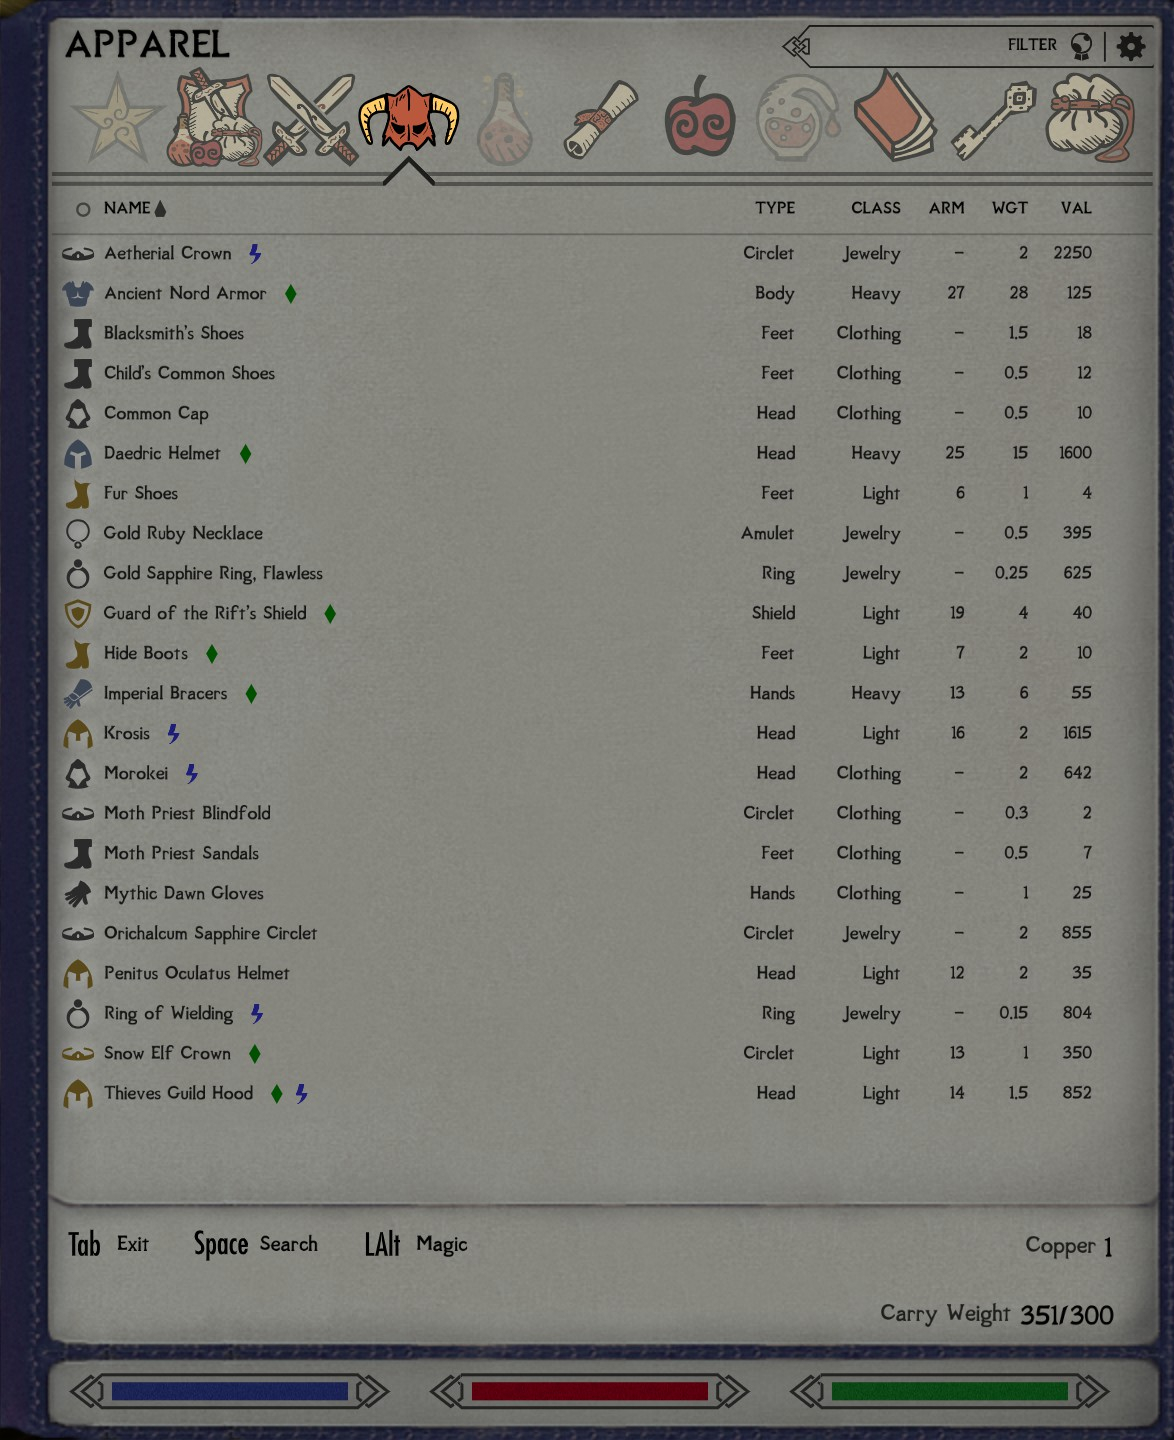 APPAREL
FILTER
NAME TYPE CLASS ARM WGT VAL
Aetherial Crown Circlet Jewelry – 2 2250
Ancient Nord Armor Body Heavy 27 28 125
Blacksmith's Shoes Feet Clothing – 1.5 18
Child's Common Shoes Feet Clothing – 0.5 12
Common Cap Head Clothing – 0.5 10
Daedric Helmet Head Heavy 25 15 1600
Fur Shoes Feet Light 6 1 4
Gold Ruby Necklace Amulet Jewelry – 0.5 395
Gold Sapphire Ring, Flawless Ring Jewelry – 0.25 625
Guard of the Rift's Shield Shield Light 19 4 40
Hide Boots Feet Light 7 2 10
Imperial Bracers Hands Heavy 13 6 55
Krosis Head Light 16 2 1615
Morokei Head Clothing – 2 642
Moth Priest Blindfold Circlet Clothing – 0.3 2
Moth Priest Sandals Feet Clothing – 0.5 7
Mythic Dawn Gloves Hands Clothing – 1 25
Orichalcum Sapphire Circlet Circlet Jewelry – 2 855
Penitus Oculatus Helmet Head Light 12 2 35
Ring of Wielding Ring Jewelry – 0.15 804
Snow Elf Crown Circlet Light 13 1 350
Thieves Guild Hood Head Light 14 1.5 852
Tab Exit Space Search LAlt Magic Copper 1
Carry Weight 351/300